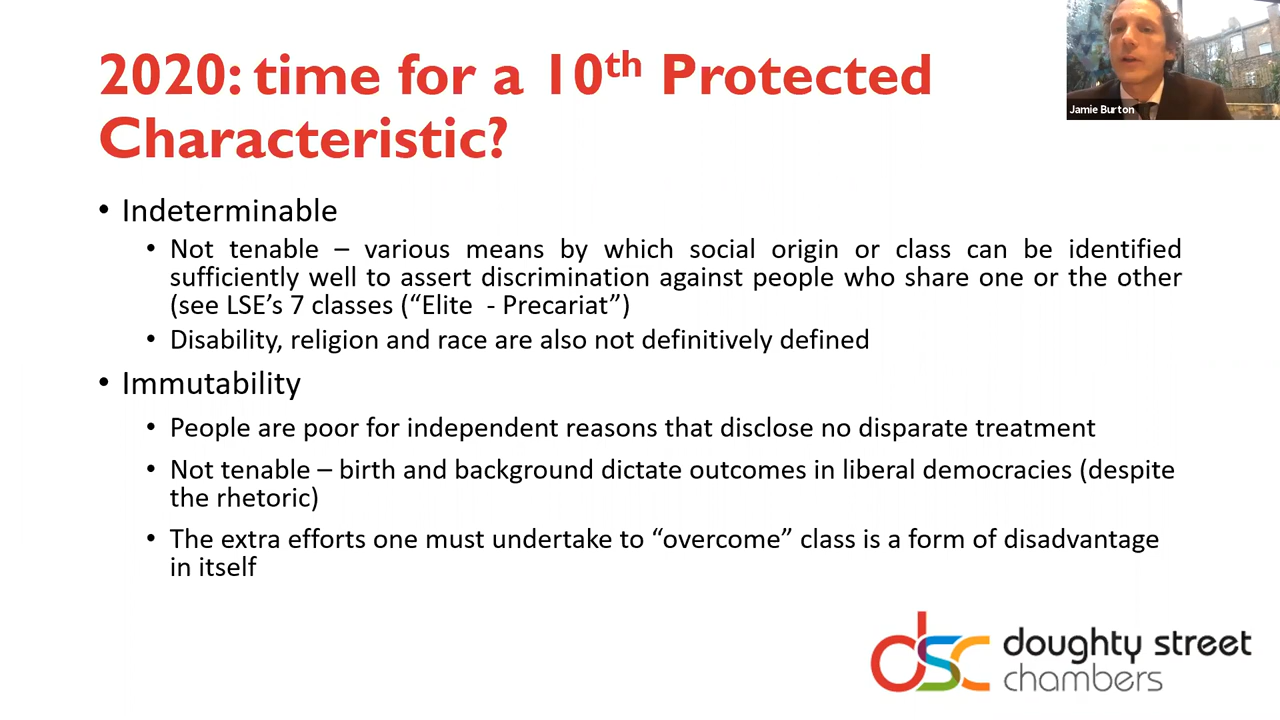 2020: time for a 10th Protected
Characteristic?
Jamie Burton
• Indeterminable
• Not tenable – various means by which social origin or class can be identified
sufficiently well to assert discrimination against people who share one or the other
(see LSE’s 7 classes (“Elite - Precariat”)
• Disability, religion and race are also not definitively defined
• Immutability
• People are poor for independent reasons that disclose no disparate treatment
• Not tenable – birth and background dictate outcomes in liberal democracies (despite
the rhetoric)
• The extra efforts one must undertake to “overcome” class is a form of disadvantage
in itself
dsc doughty street
chambers